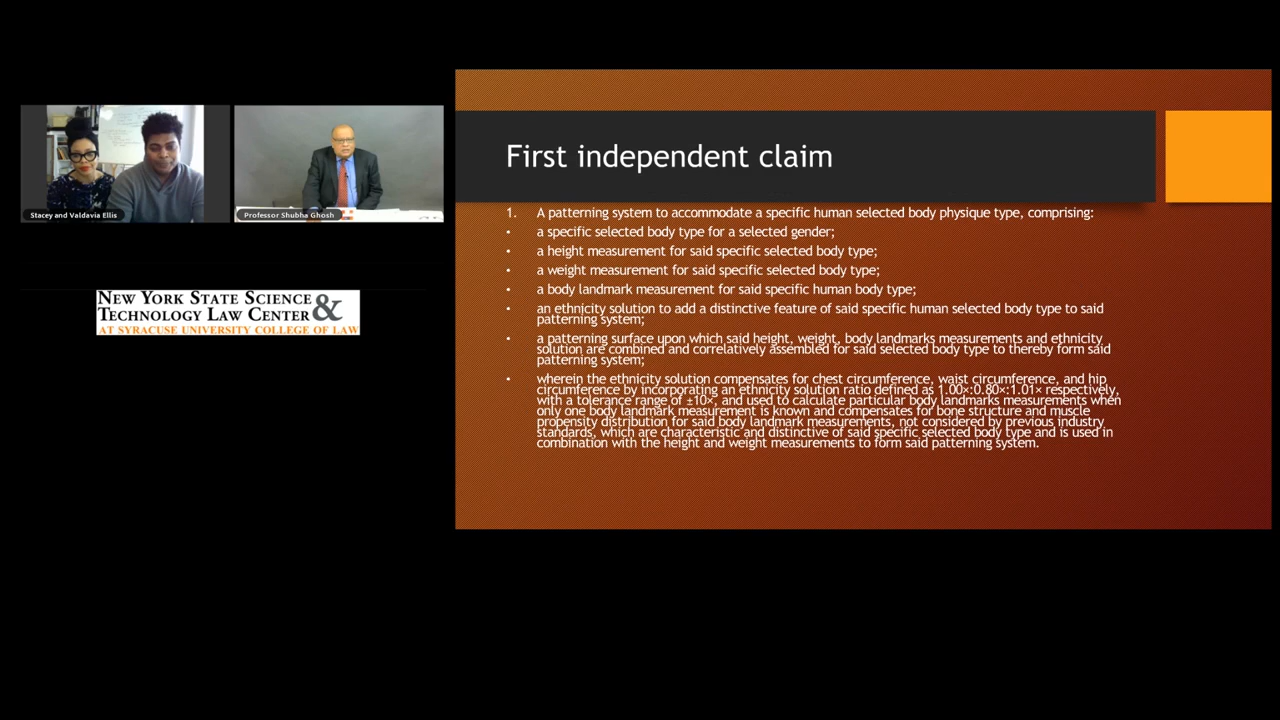 Stacey and Valdavia Ellis
Professor Shubha Ghosh
NEW YORK STATE SCIENCE
TECHNOLOGY LAW CENTER &
AT SYRACUSE UNIVERSITY COLLEGE OF LAW
First independent claim
1. A patterning system to accommodate a specific human selected body physique type, comprising:
• a specific selected body type for a selected gender;
• a height measurement for said specific selected body type;
• a weight measurement for said specific selected body type;
• a body landmark measurement for said specific human body type;
• an ethnicity solution to add a distinctive feature of said specific human selected body type to said
patterning system;
• a patterning surface upon which said height, weight, body landmarks measurements and ethnicity
solution are combined and correlatively assembled for said selected body type to thereby form said
patterning system;
• wherein the ethnicity solution compensates for chest circumference, waist circumference, and hip
circumference by incorporating an ethnicity solution ratio defined as 1.00×:0.80×:1.01× respectively,
with a tolerance range of ±10×, and used to calculate particular body landmarks measurements when
only one body landmark measurement is known and compensates for bone structure and muscle
propensity distribution for said body landmark measurements, not considered by previous industry
standards, which are characteristic and distinctive of said specific selected body type and is used in
combination with the height and weight measurements to form said patterning system.